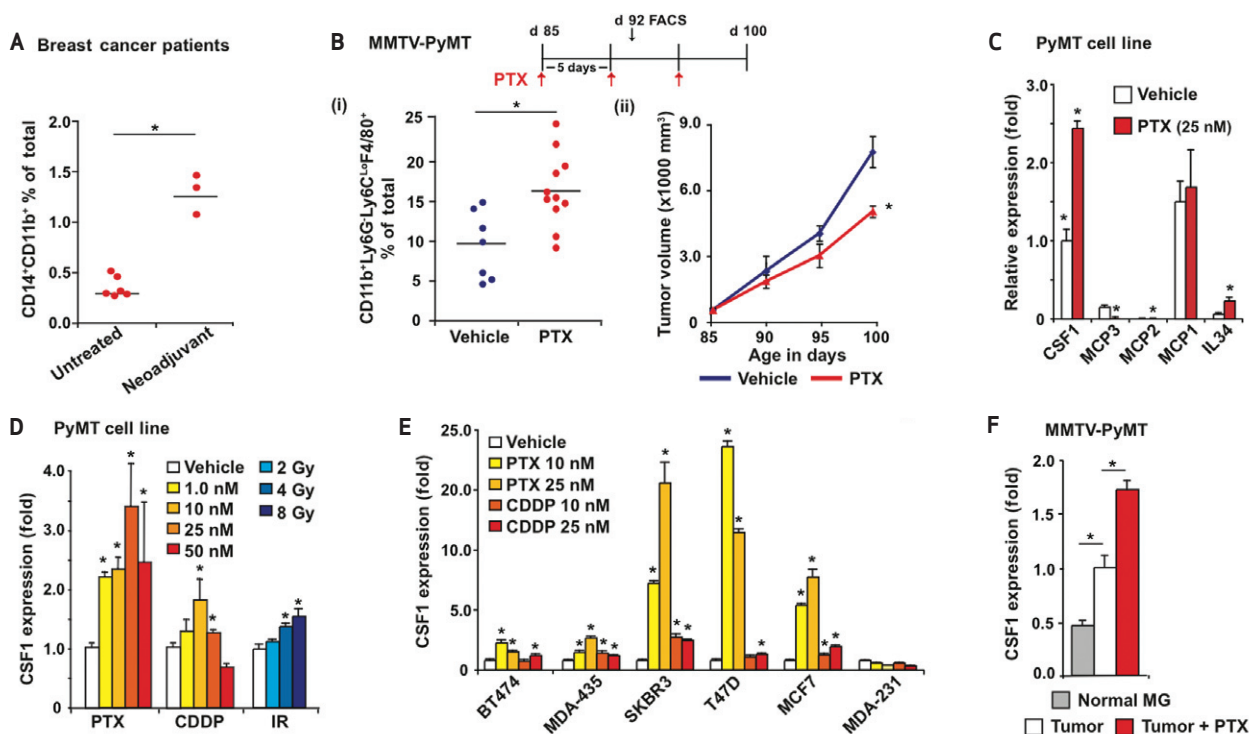 A Breast cancer patients
CD14⁺CD11b⁺ % of total
2.0
1.5
1.0
0.5
0.0
*
Untreated
Neoadjuvant
B MMTV-PyMT
d 85
d 92 FACS
d 100
5 days
PTX
(i)
CD11b⁺Ly6G⁻Ly6CᴸᵒF4/80⁺
% of total
25
20
15
10
5
0
*
Vehicle
PTX
(ii)
Tumor volume (x1000 mm³)
9.0
6.0
3.0
0
*
85
90
95
100
Age in days
Vehicle
PTX
C PyMT cell line
Relative expression (fold)
3.0
2.5
2.0
1.5
1.0
0.5
0.0
Vehicle
PTX (25 nM)
* * * * *
CSF1
MCP3
MCP2
MCP1
IL34
D PyMT cell line
CSF1 expression (fold)
4.0
3.0
2.0
1.0
0.0
Vehicle
1.0 nM
10 nM
25 nM
50 nM
2 Gy
4 Gy
8 Gy
* * * * * * * *
PTX
CDDP
IR
E
CSF1 expression (fold)
25.0
20.0
10.0
5.0
0.0
Vehicle
PTX 10 nM
PTX 25 nM
CDDP 10 nM
CDDP 25 nM
* * * * * * * * * * * * * * * * * *
BT474
MDA-435
SKBR3
T47D
MCF7
MDA-231
F MMTV-PyMT
CSF1 expression (fold)
2.0
1.5
1.0
0.5
0.0
*
*
Normal MG
Tumor
Tumor + PTX